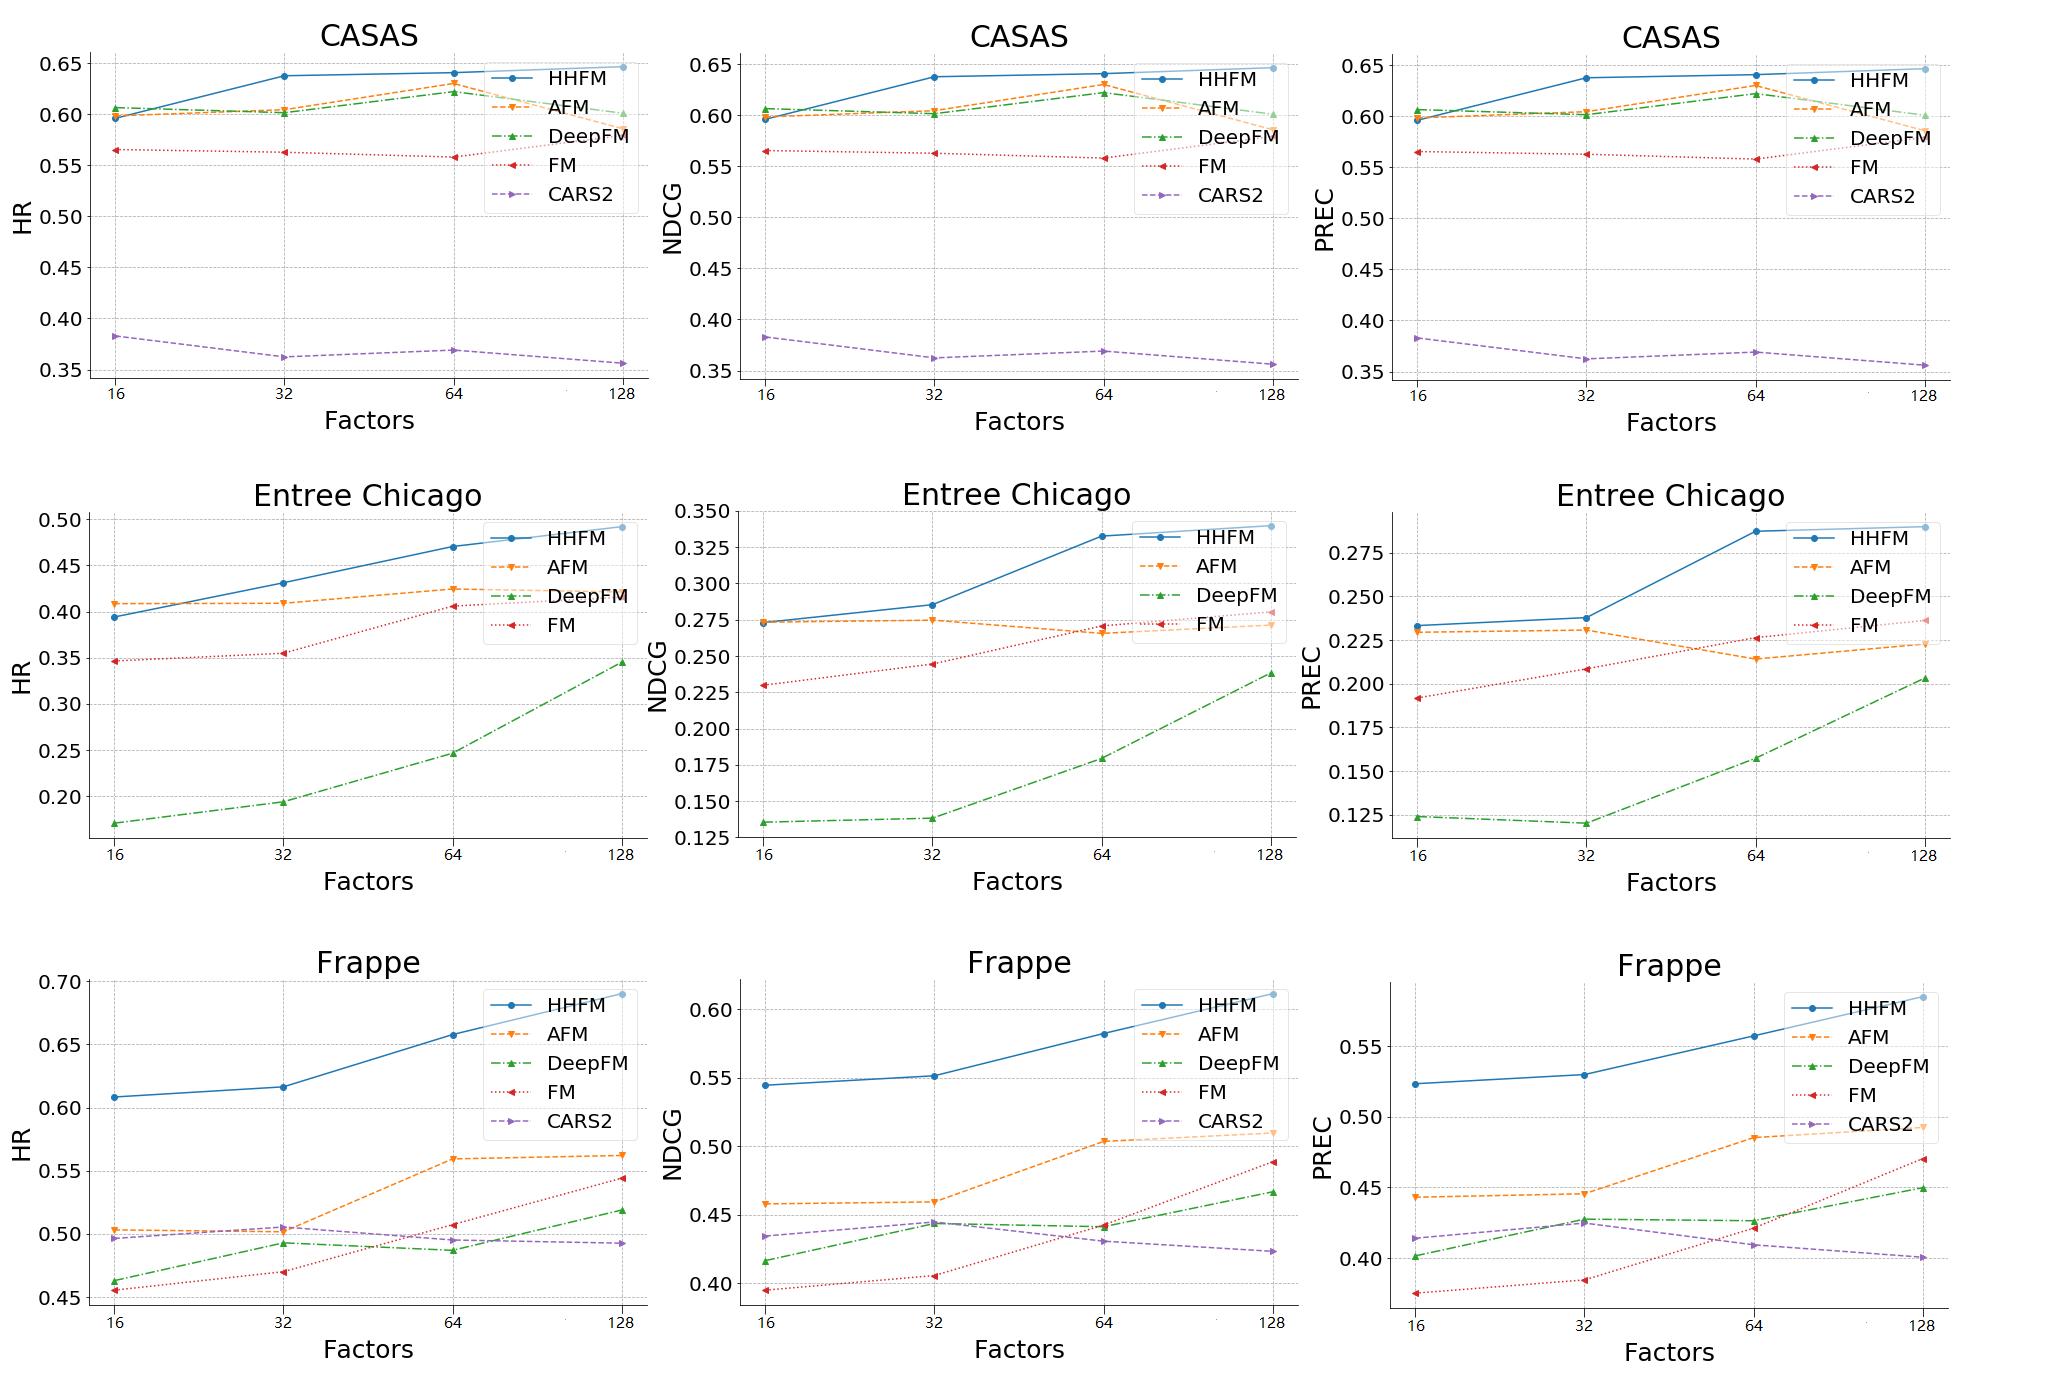 CASAS
HR
0.65
0.60
0.55
0.50
0.45
0.40
0.35
HHFM
AFM
DeepFM
FM
CARS2
16 32 64 128
Factors
CASAS
NDCG
0.65
0.60
0.55
0.50
0.45
0.40
0.35
HHFM
AFM
DeepFM
FM
CARS2
16 32 64 128
Factors
CASAS
PREC
0.65
0.60
0.55
0.50
0.45
0.40
0.35
HHFM
AFM
DeepFM
FM
CARS2
16 32 64 128
Factors
Entree Chicago
HR
0.50
0.45
0.40
0.35
0.30
0.25
0.20
HHFM
AFM
DeepFM
FM
16 32 64 128
Factors
Entree Chicago
NDCG
0.350
0.325
0.300
0.275
0.250
0.225
0.200
0.175
0.150
0.125
HHFM
AFM
DeepFM
FM
16 32 64 128
Factors
Entree Chicago
PREC
0.275
0.250
0.225
0.200
0.175
0.150
0.125
HHFM
AFM
DeepFM
FM
16 32 64 128
Factors
Frappe
HR
0.70
0.65
0.60
0.55
0.50
0.45
HHFM
AFM
DeepFM
FM
CARS2
16 32 64 128
Factors
Frappe
NDCG
0.60
0.55
0.50
0.45
0.40
HHFM
AFM
DeepFM
FM
CARS2
16 32 64 128
Factors
Frappe
PREC
0.55
0.50
0.45
0.40
HHFM
AFM
DeepFM
FM
CARS2
16 32 64 128
Factors